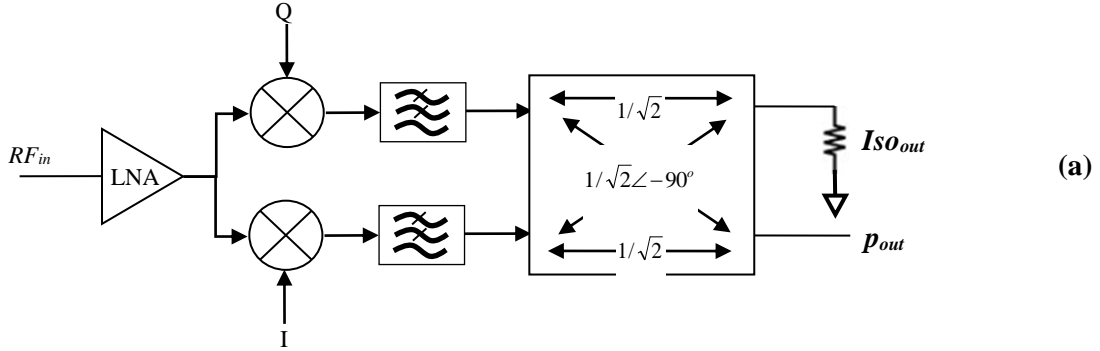 Q
1/√2
RFin
LNA
1/√2∠−90°
Isoout
(a)
1/√2
pout
I